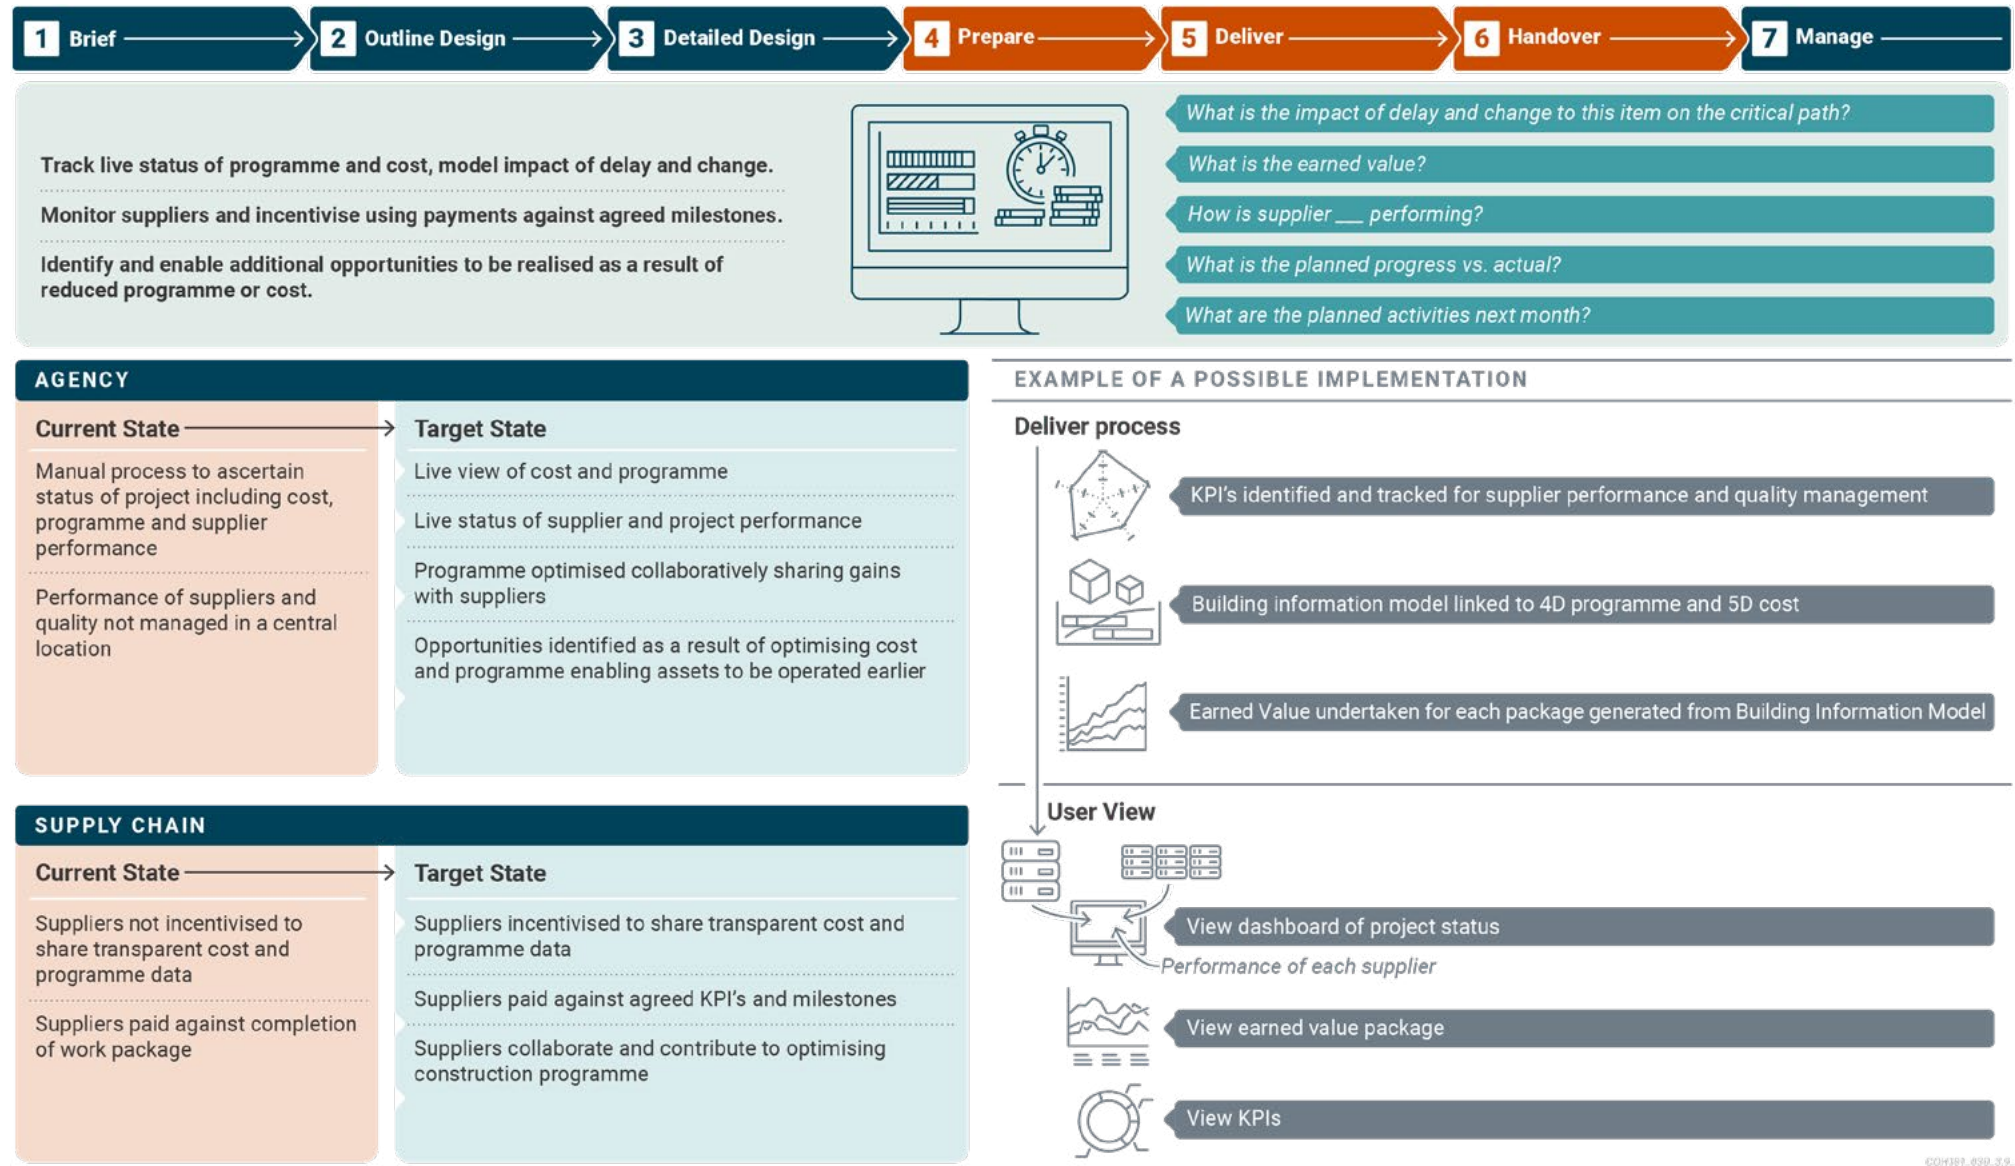 1 Brief
2 Outline Design
3 Detailed Design
4 Prepare
5 Deliver
6 Handover
7 Manage
Track live status of programme and cost, model impact of delay and change.
Monitor suppliers and incentivise using payments against agreed milestones.
Identify and enable additional opportunities to be realised as a result of
reduced programme or cost.
What is the impact of delay and change to this item on the critical path?
What is the earned value?
How is supplier ___ performing?
What is the planned progress vs. actual?
What are the planned activities next month?
AGENCY
Current State
Manual process to ascertain
status of project including cost,
programme and supplier
performance
Performance of suppliers and
quality not managed in a central
location
Target State
Live view of cost and programme
Live status of supplier and project performance
Programme optimised collaboratively sharing gains
with suppliers
Opportunities identified as a result of optimising cost
and programme enabling assets to be operated earlier
SUPPLY CHAIN
Current State
Suppliers not incentivised to
share transparent cost and
programme data
Suppliers paid against completion
of work package
Target State
Suppliers incentivised to share transparent cost and
programme data
Suppliers paid against agreed KPI's and milestones
Suppliers collaborate and contribute to optimising
construction programme
EXAMPLE OF A POSSIBLE IMPLEMENTATION
Deliver process
KPI's identified and tracked for supplier performance and quality management
Building information model linked to 4D programme and 5D cost
Earned Value undertaken for each package generated from Building Information Model
User View
View dashboard of project status
Performance of each supplier
View earned value package
View KPIs